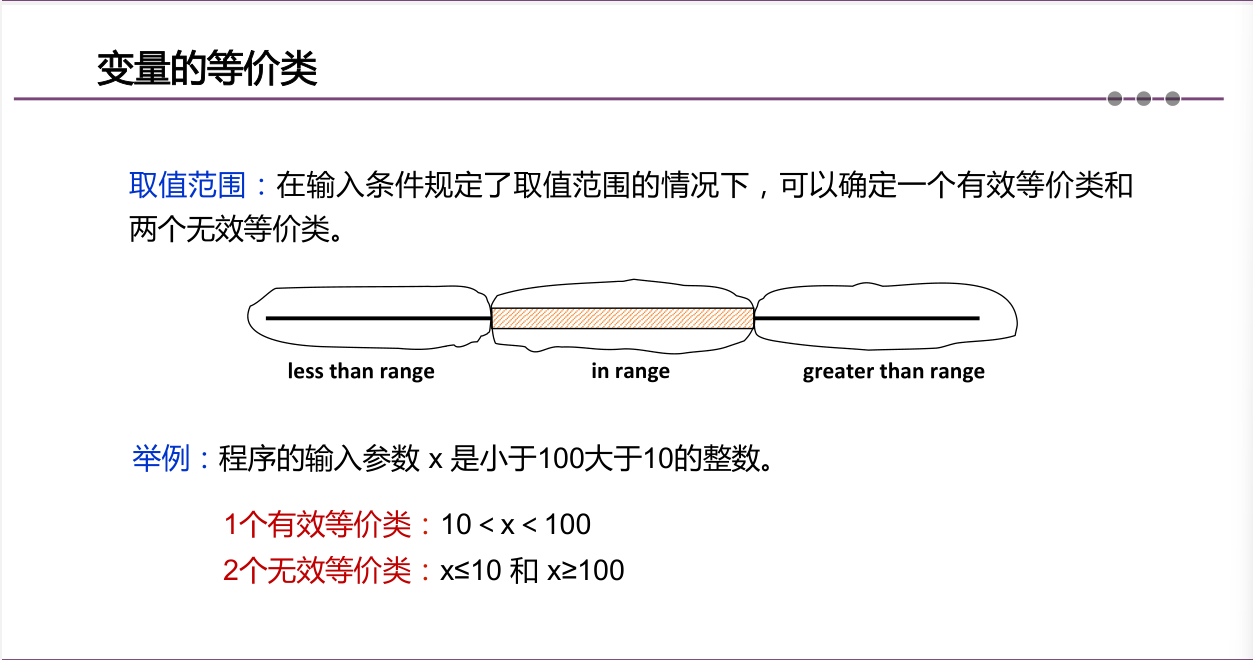 变量的等价类
取值范围：在输入条件规定了取值范围的情况下，可以确定一个有效等价类和
两个无效等价类。
less than range in range greater than range
举例：程序的输入参数 x 是小于100大于10的整数。
1个有效等价类：10 < x < 100
2个无效等价类：x≤10 和 x≥100